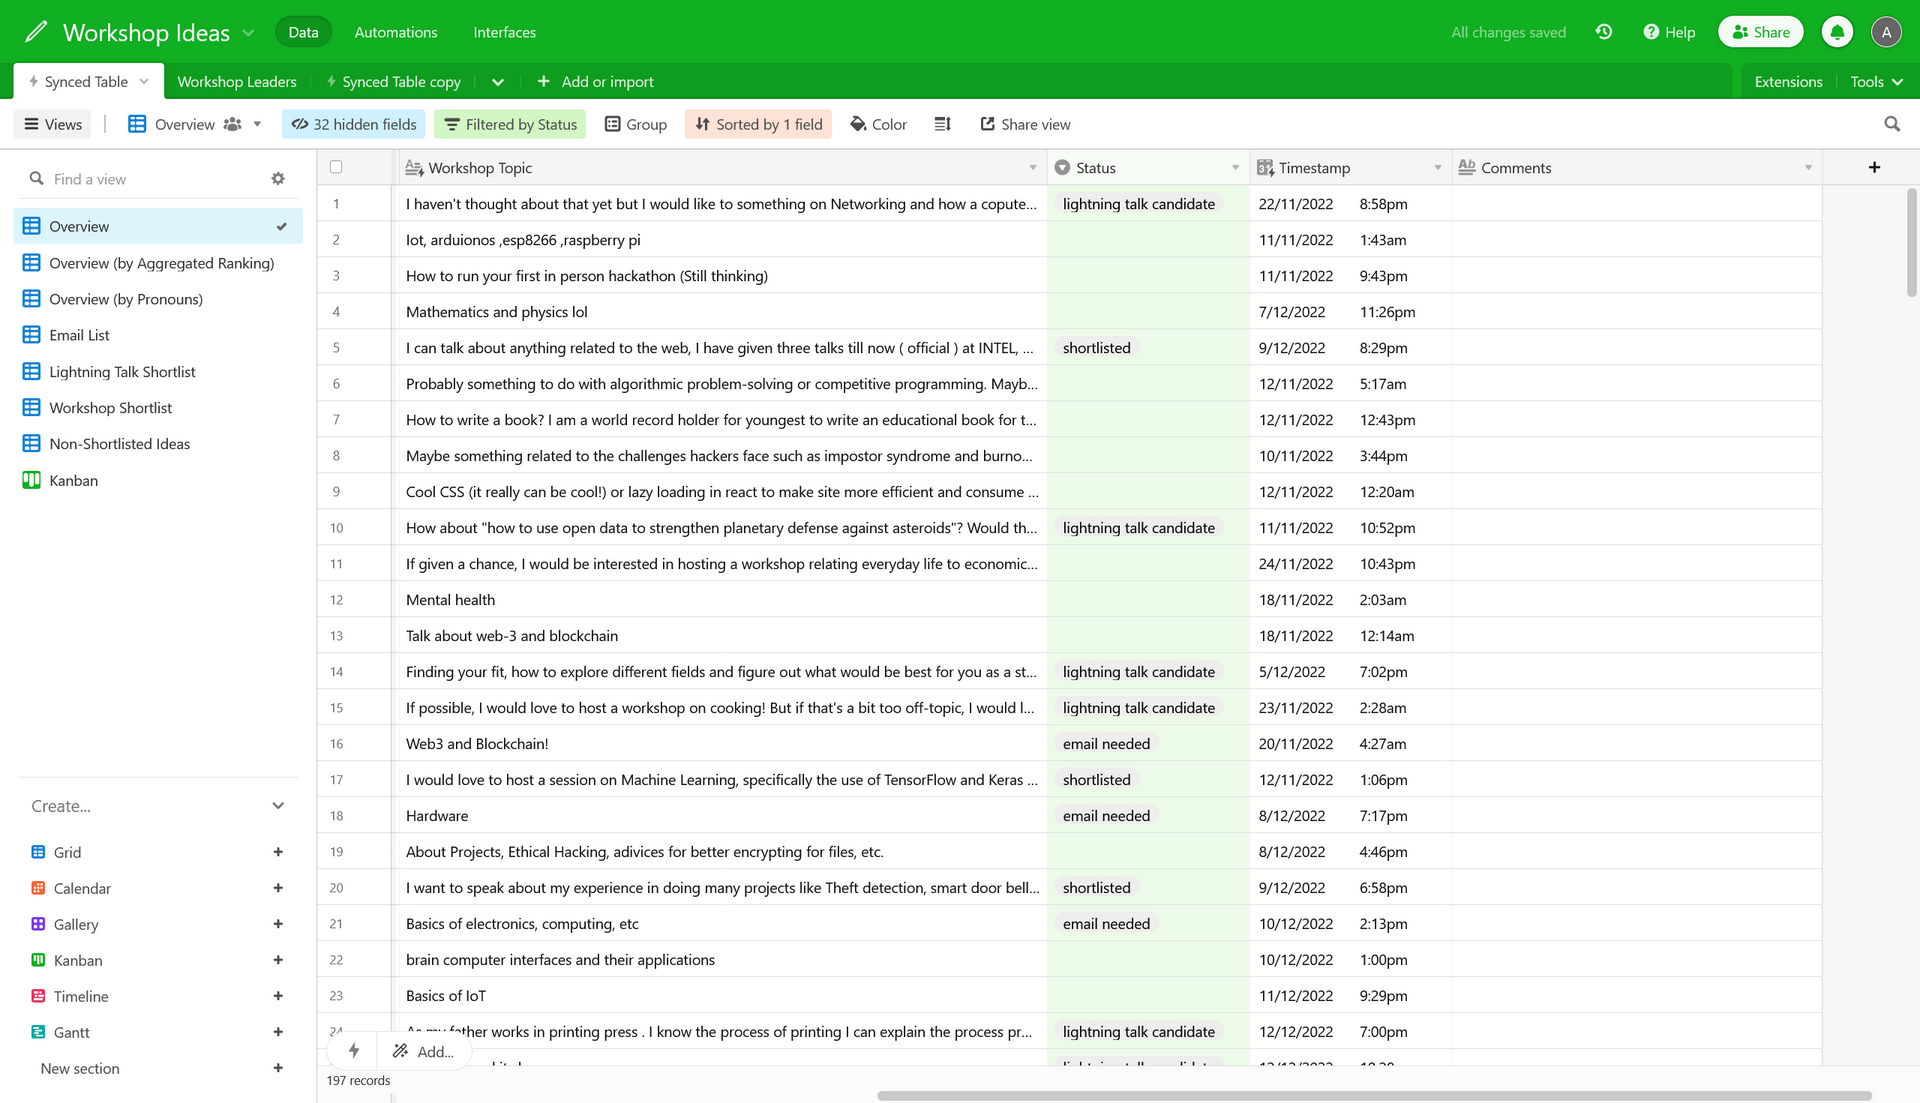 Workshop Ideas
Data
Automations
Interfaces
All changes saved
Help
Share
A
Synced Table
Workshop Leaders
Synced Table copy
Add or import
Extensions
Tools
Views
Overview
32 hidden fields
Filtered by Status
Group
Sorted by 1 field
Color
Share view
Find a view
Overview
Overview (by Aggregated Ranking)
Overview (by Pronouns)
Email List
Lightning Talk Shortlist
Workshop Shortlist
Non-Shortlisted Ideas
Kanban
Create...
Grid
Calendar
Gallery
Kanban
Timeline
Gantt
New section
Workshop Topic Status Timestamp Comments
1 I haven't thought about that yet but I would like to something on Networking and how a copute... lightning talk candidate 22/11/2022 8:58pm
2 Iot, arduionos ,esp8266 ,raspberry pi 11/11/2022 1:43am
3 How to run your first in person hackathon (Still thinking) 11/11/2022 9:43pm
4 Mathematics and physics lol 7/12/2022 11:26pm
5 I can talk about anything related to the web, I have given three talks till now ( official ) at INTEL, ... shortlisted 9/12/2022 8:29pm
6 Probably something to do with algorithmic problem-solving or competitive programming. Mayb... 12/11/2022 5:17am
7 How to write a book? I am a world record holder for youngest to write an educational book for t... 12/11/2022 12:43pm
8 Maybe something related to the challenges hackers face such as impostor syndrome and burno... 10/11/2022 3:44pm
9 Cool CSS (it really can be cool!) or lazy loading in react to make site more efficient and consume ... 12/11/2022 12:20am
10 How about "how to use open data to strengthen planetary defense against asteroids"? Would th... lightning talk candidate 11/11/2022 10:52pm
11 If given a chance, I would be interested in hosting a workshop relating everyday life to economic... 24/11/2022 10:43pm
12 Mental health 18/11/2022 2:03am
13 Talk about web-3 and blockchain 18/11/2022 12:14am
14 Finding your fit, how to explore different fields and figure out what would be best for you as a st... lightning talk candidate 5/12/2022 7:02pm
15 If possible, I would love to host a workshop on cooking! But if that's a bit too off-topic, I would l... lightning talk candidate 23/11/2022 2:28am
16 Web3 and Blockchain! email needed 20/11/2022 4:27am
17 I would love to host a session on Machine Learning, specifically the use of TensorFlow and Keras ... shortlisted 12/11/2022 1:06pm
18 Hardware email needed 8/12/2022 7:17pm
19 About Projects, Ethical Hacking, adivices for better encrypting for files, etc. 8/12/2022 4:46pm
20 I want to speak about my experience in doing many projects like Theft detection, smart door bell... shortlisted 9/12/2022 6:58pm
21 Basics of electronics, computing, etc email needed 10/12/2022 2:13pm
22 brain computer interfaces and their applications 10/12/2022 1:00pm
23 Basics of IoT 11/12/2022 9:29pm
24 As my father works in printing press . I know the process of printing I can explain the process pr... lightning talk candidate 12/12/2022 7:00pm
Add...
197 records